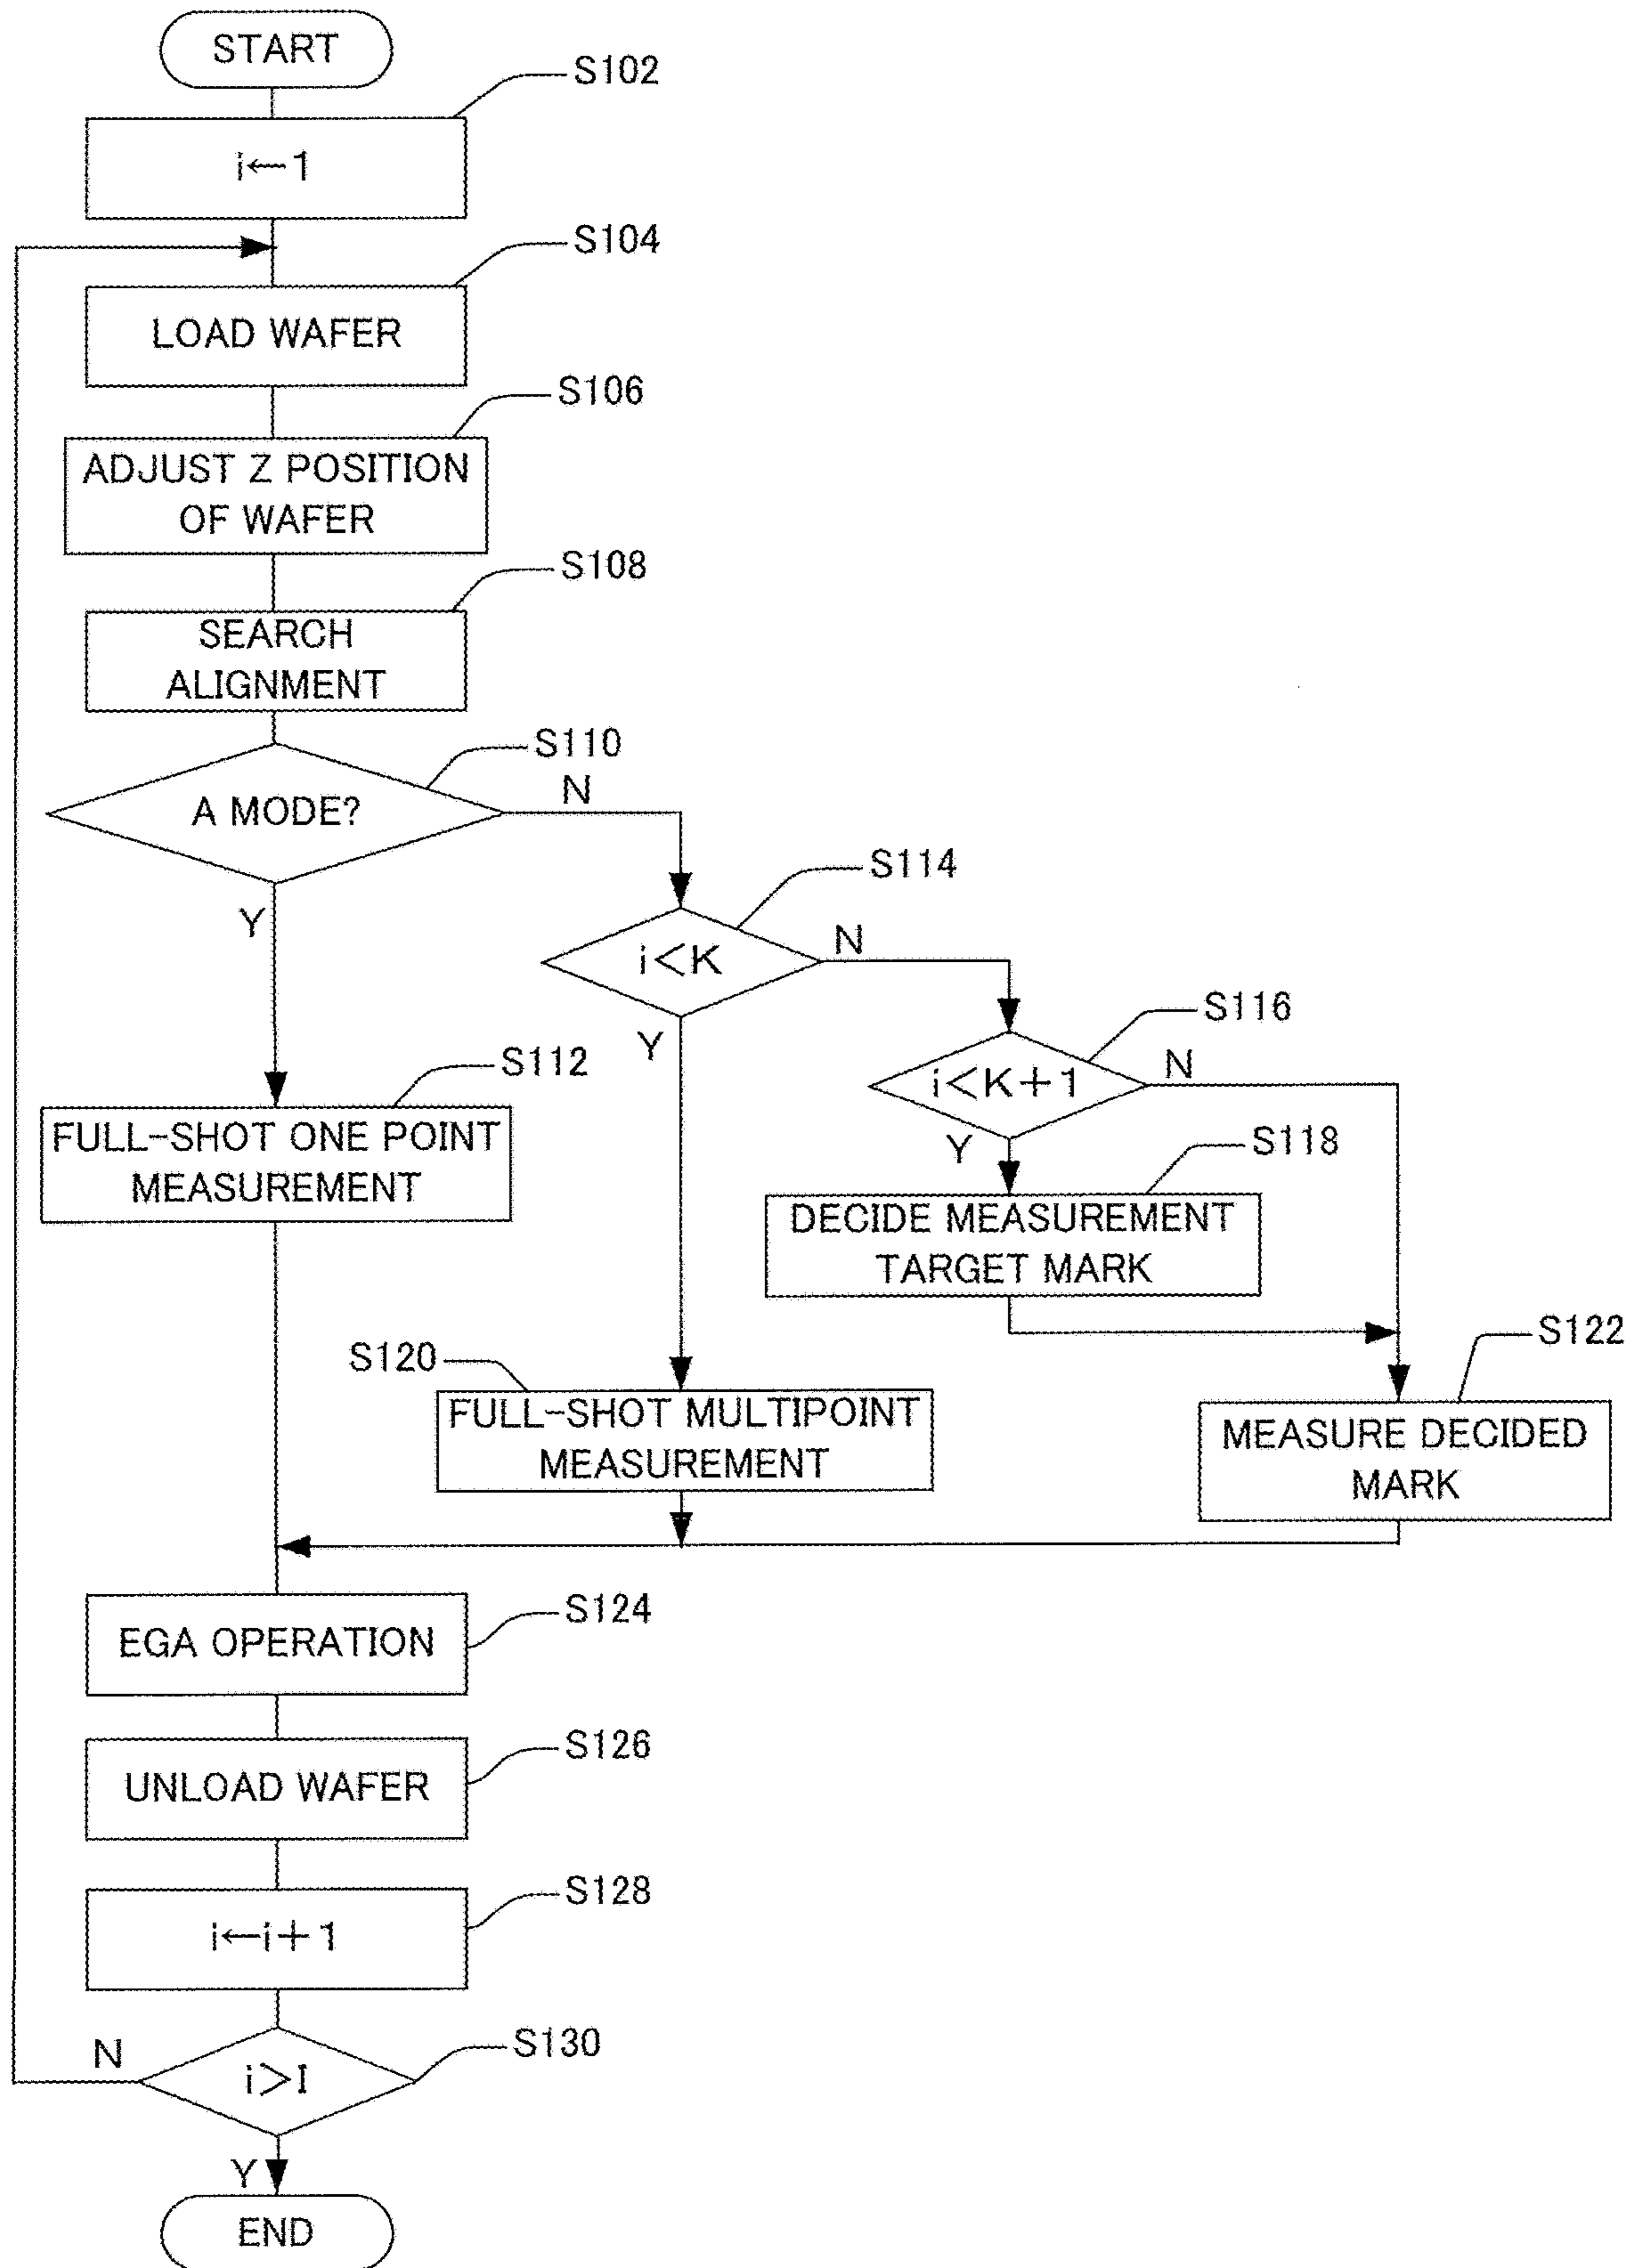 START
S102
i←1
S104
LOAD WAFER
S106
ADJUST Z POSITION
OF WAFER
S108
SEARCH
ALIGNMENT
S110
A MODE?
N
Y
S114
i<K
N
Y
S116
i<K+1
N
Y
S112
FULL-SHOT ONE POINT
MEASUREMENT
S118
DECIDE MEASUREMENT
TARGET MARK
S120
FULL-SHOT MULTIPOINT
MEASUREMENT
S122
MEASURE DECIDED
MARK
S124
EGA OPERATION
S126
UNLOAD WAFER
S128
i←i+1
S130
i>I
N
Y
END